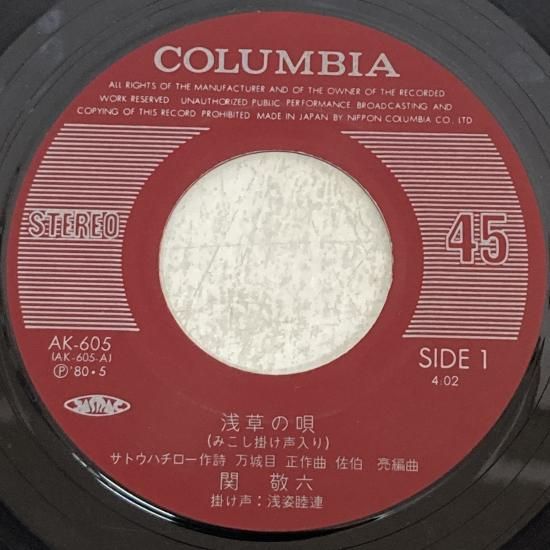 COLUMBIA
ALL RIGHTS OF THE MANUFACTURER AND OF THE OWNER OF THE RECORDED
WORK RESERVED UNAUTHORIZED PUBLIC PERFORMANCE, BROADCASTING AND
COPYING OF THIS RECORD PROHIBITED MADE IN JAPAN BY NIPPON COLUMBIA CO. LTD
STEREO
45
AK-605
(AK-605-A)
Ⓟ'80・5
SIDE 1
4:02
JASRAC
浅草の唄
(みこし掛け声入り)
サトウハチロー作詩 万城目 正作曲 佐伯 亮編曲
関 敬六
掛け声：浅姿睦連